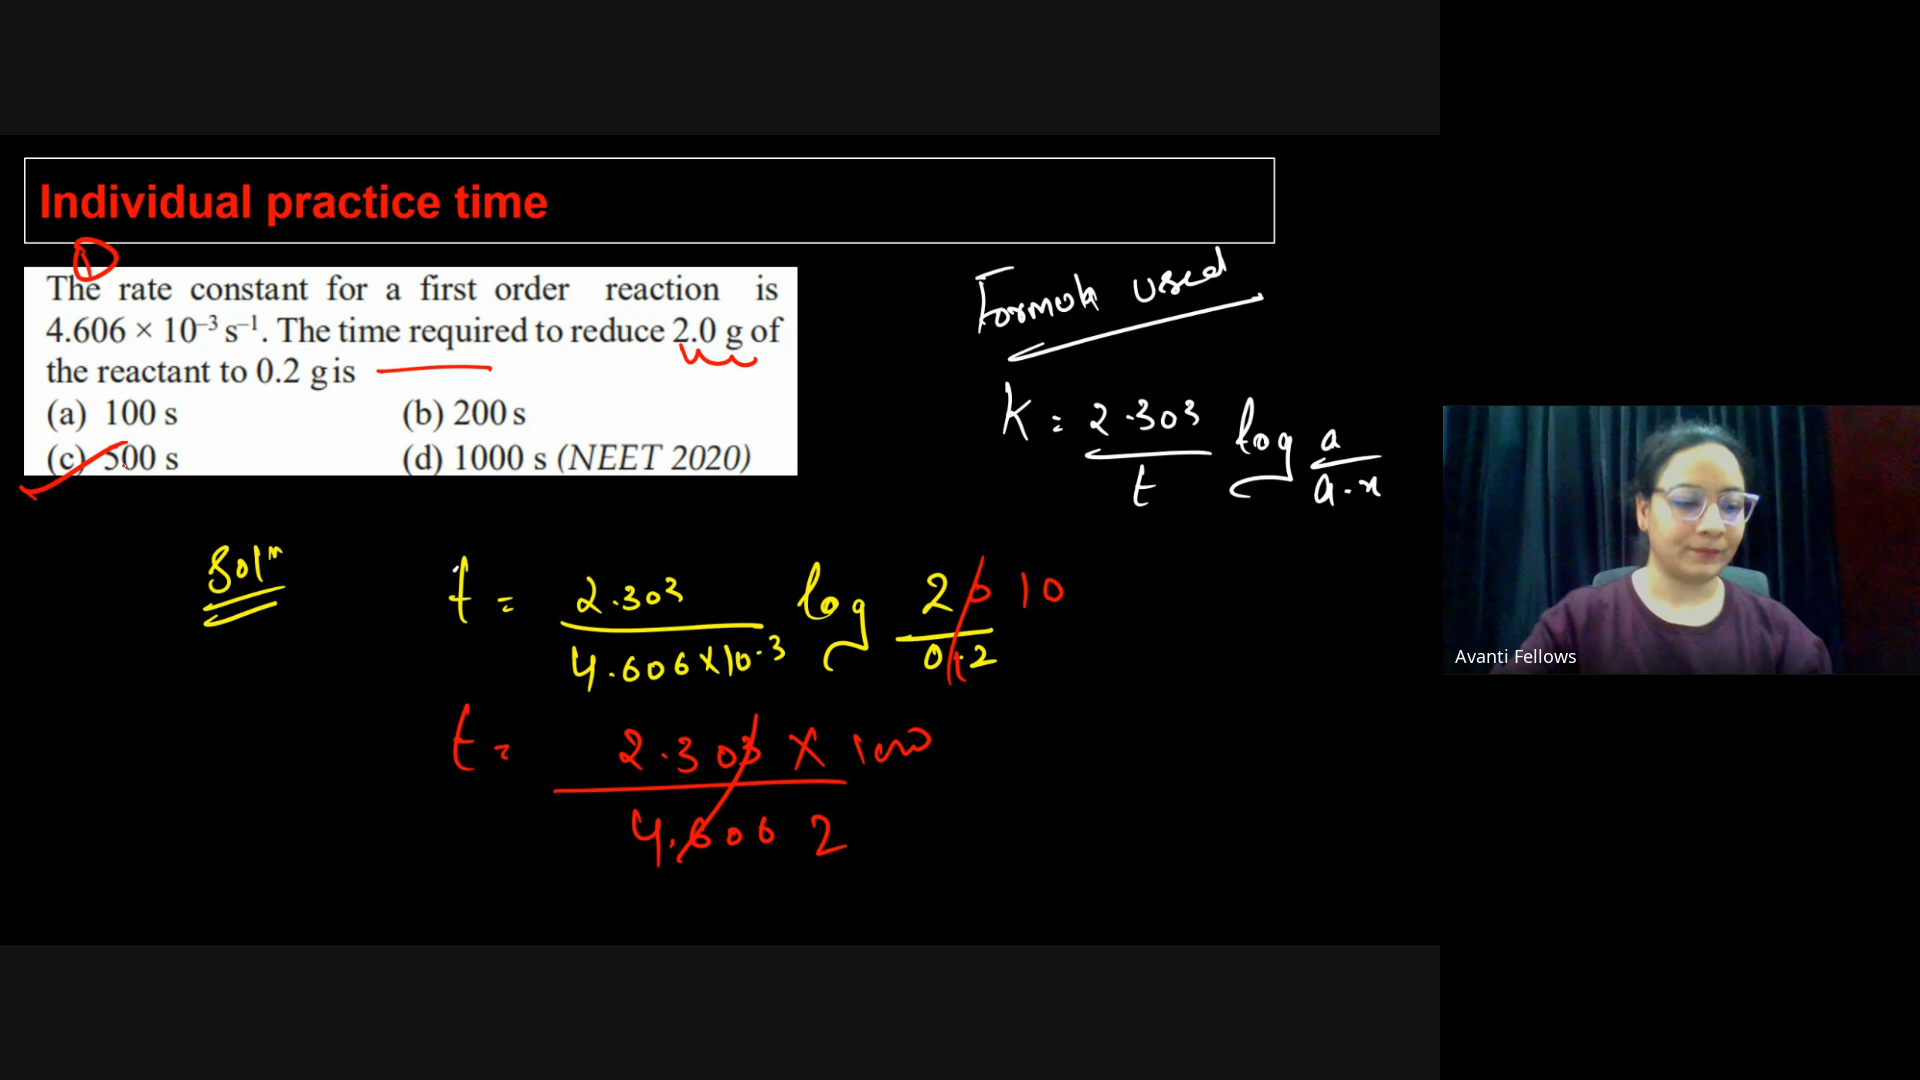 Individual practice time
1
The rate constant for a first order reaction is
4.606 × 10⁻³ s⁻¹. The time required to reduce 2.0 g of
the reactant to 0.2 g is
(a) 100 s (b) 200 s
(c) 500 s (d) 1000 s (NEET 2020)
used
K = 2.303 / t log a / a-x
Solⁿ
t = 2.303 / 4.606 × 10⁻³ log 20 / 0.2 10
t = 2.303 × 1000 / 4.606 2
Avanti Fellows